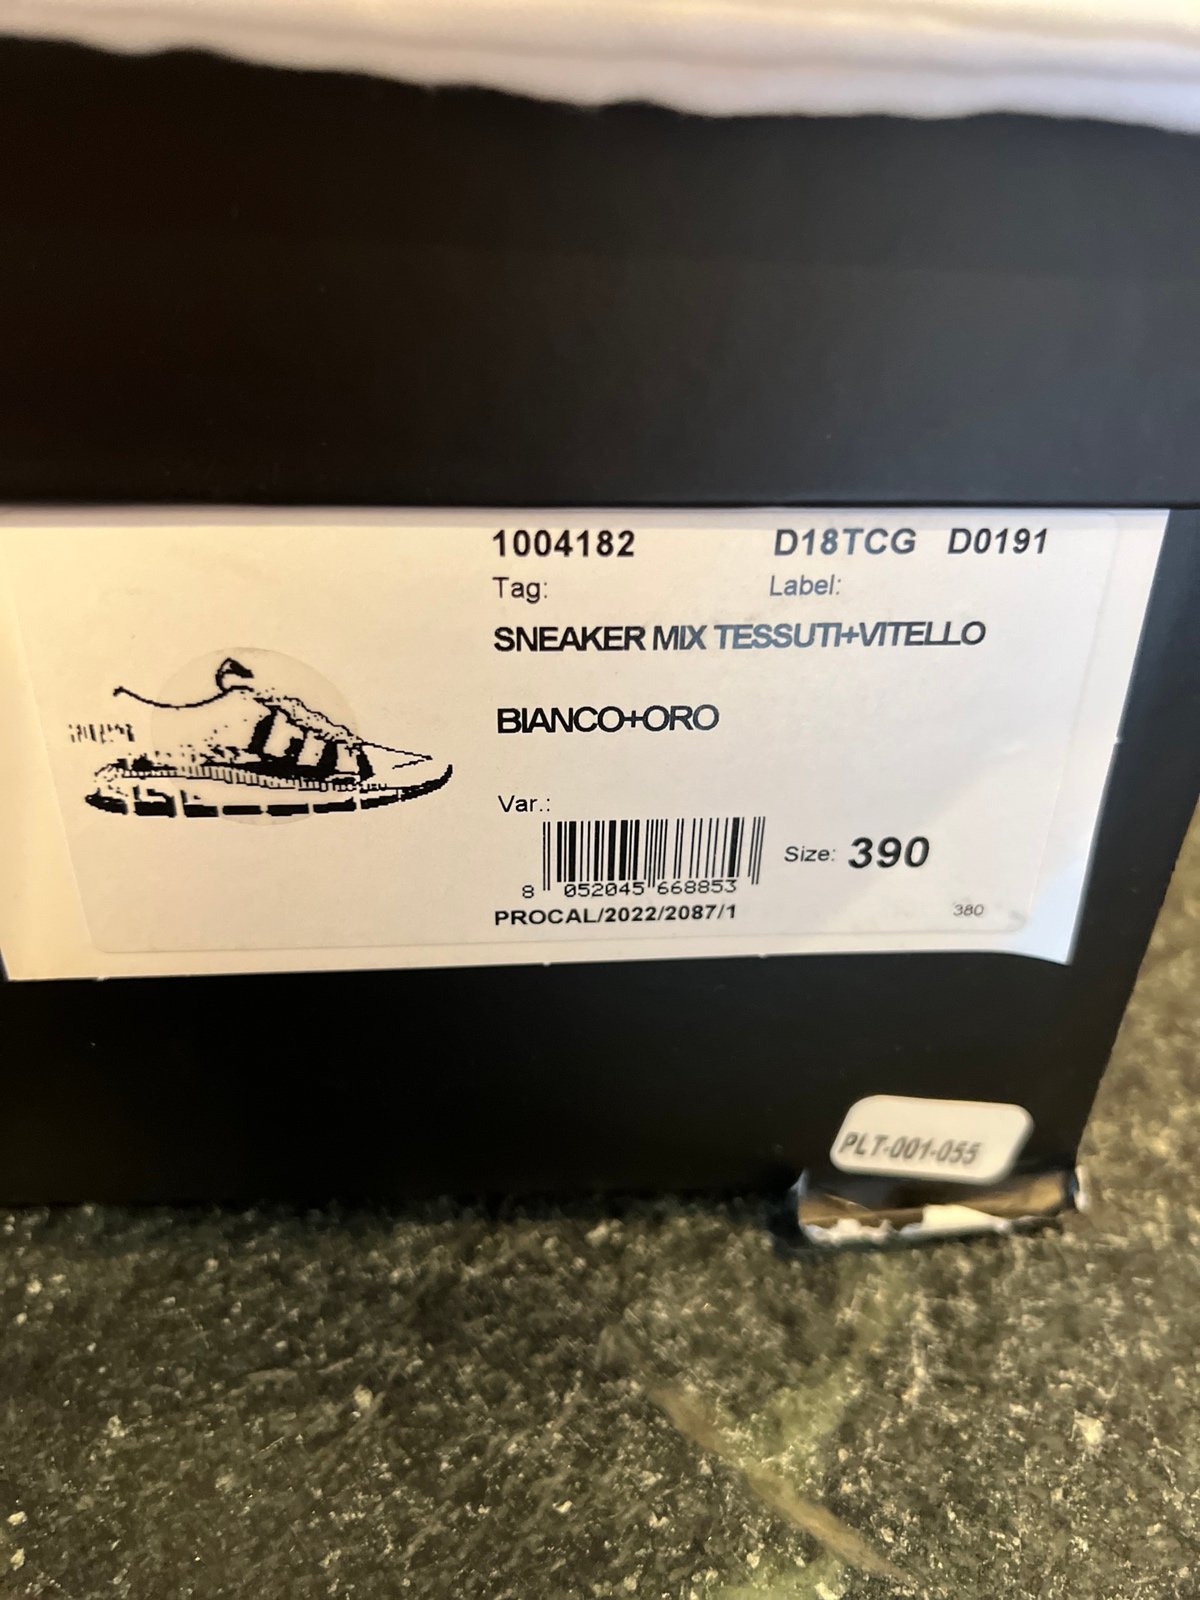 1004182 D18TCG D0191
Tag: Label:
SNEAKER MIX TESSUTI+VITELLO
BIANCO+ORO
Var.:
Size: 390
8 052045 668853
PROCAL/2022/2087/1
380
PLT-001-055